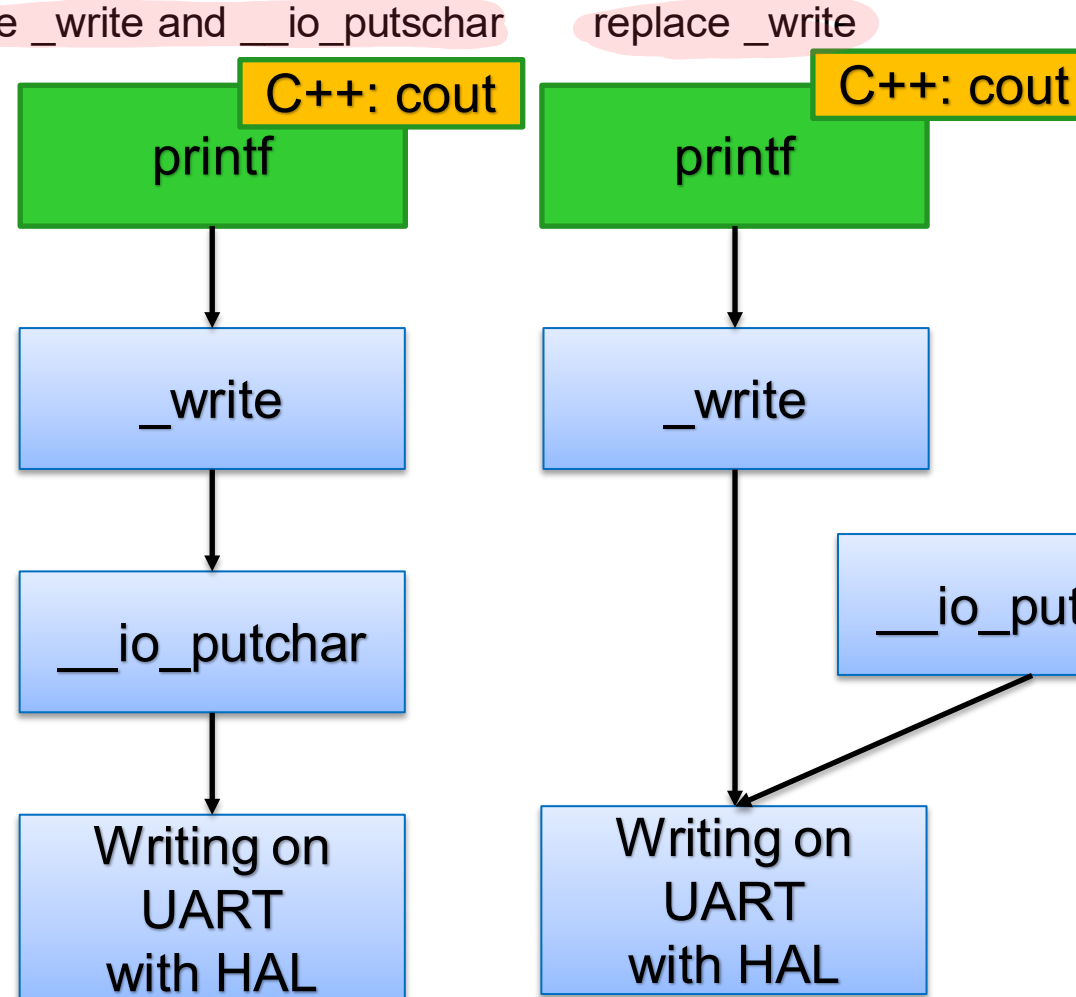 _write and __io_putschar
replace _write
C++: cout
printf
_write
__io_putchar
Writing on
UART
with HAL
C++: cout
printf
_write
Writing on
UART
with HAL